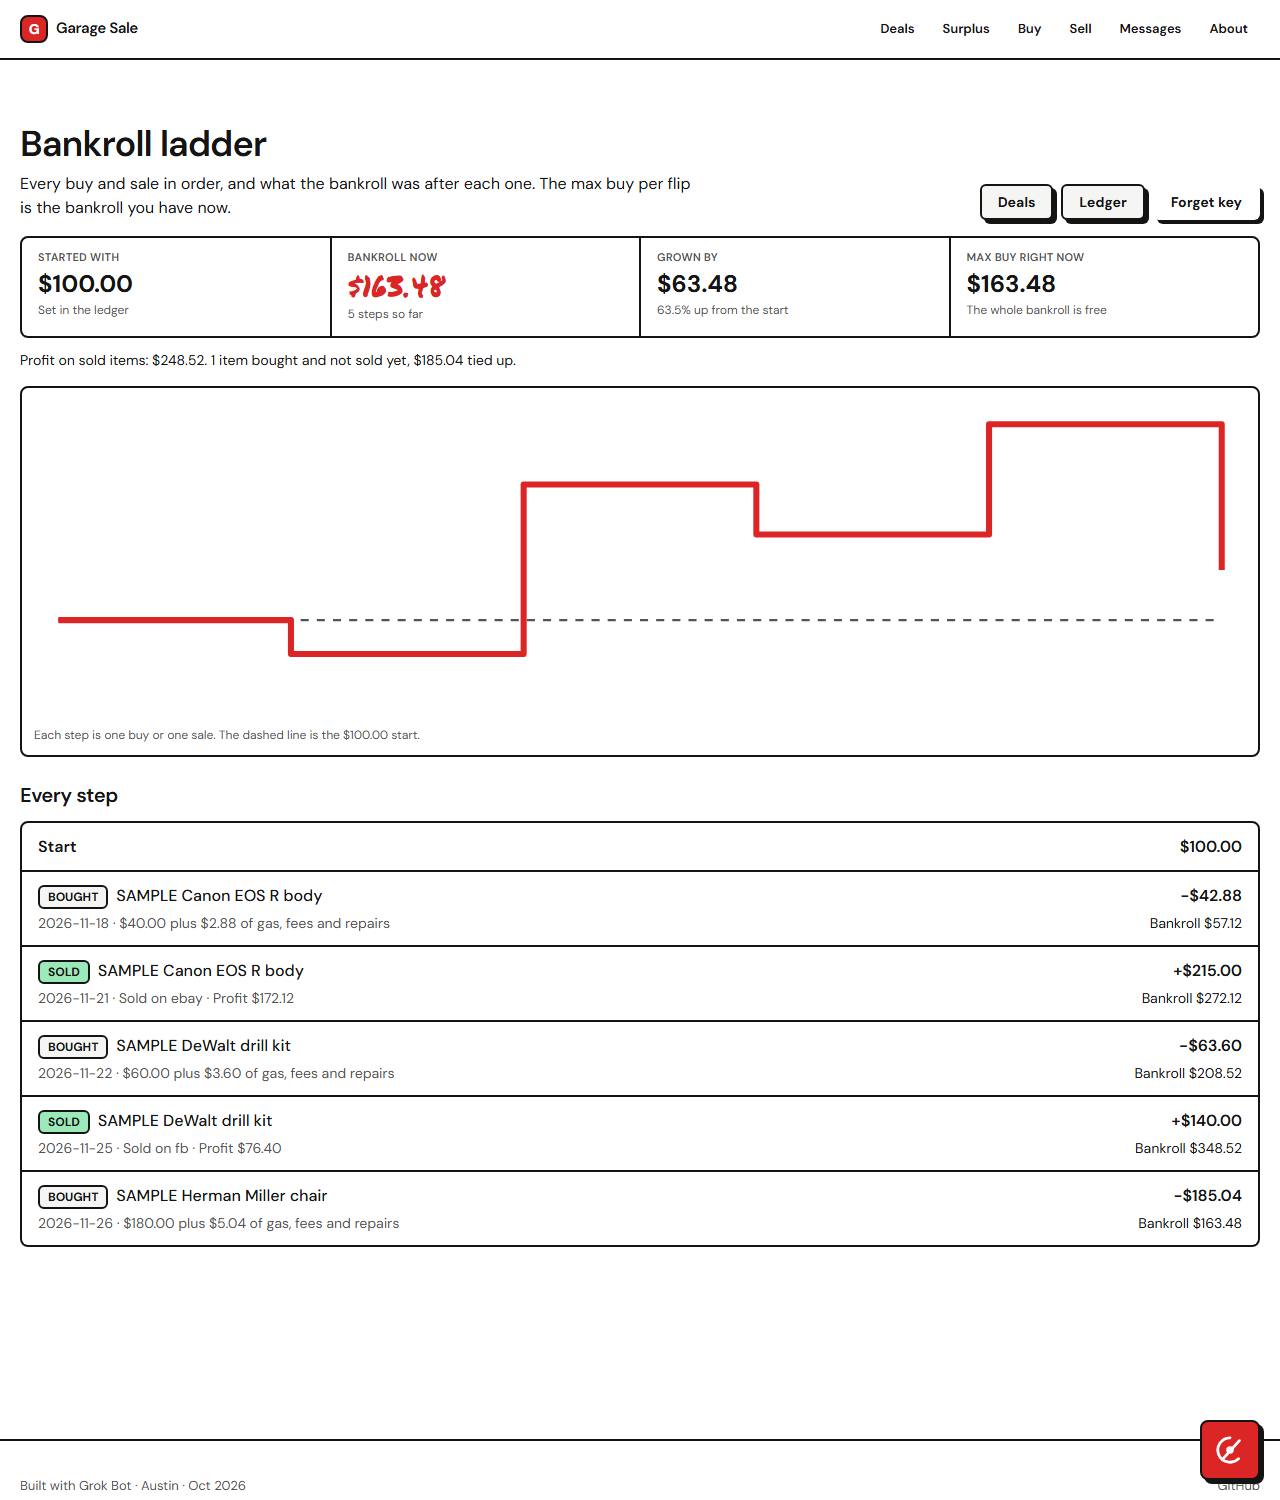 G Garage Sale
Deals Surplus Buy Sell Messages About
Bankroll ladder
Every buy and sale in order, and what the bankroll was after each one. The max buy per flip
is the bankroll you have now.
Deals Ledger Forget key
STARTED WITH
$100.00
Set in the ledger
BANKROLL NOW
$163.48
5 steps so far
GROWN BY
$63.48
63.5% up from the start
MAX BUY RIGHT NOW
$163.48
The whole bankroll is free
Profit on sold items: $248.52. 1 item bought and not sold yet, $185.04 tied up.
Each step is one buy or one sale. The dashed line is the $100.00 start.
Every step
Start $100.00
BOUGHT SAMPLE Canon EOS R body -$42.88
2026-11-18 · $40.00 plus $2.88 of gas, fees and repairs Bankroll $57.12
SOLD SAMPLE Canon EOS R body +$215.00
2026-11-21 · Sold on ebay · Profit $172.12 Bankroll $272.12
BOUGHT SAMPLE DeWalt drill kit -$63.60
2026-11-22 · $60.00 plus $3.60 of gas, fees and repairs Bankroll $208.52
SOLD SAMPLE DeWalt drill kit +$140.00
2026-11-25 · Sold on fb · Profit $76.40 Bankroll $348.52
BOUGHT SAMPLE Herman Miller chair -$185.04
2026-11-26 · $180.00 plus $5.04 of gas, fees and repairs Bankroll $163.48
Built with Grok Bot · Austin · Oct 2026 GitHub